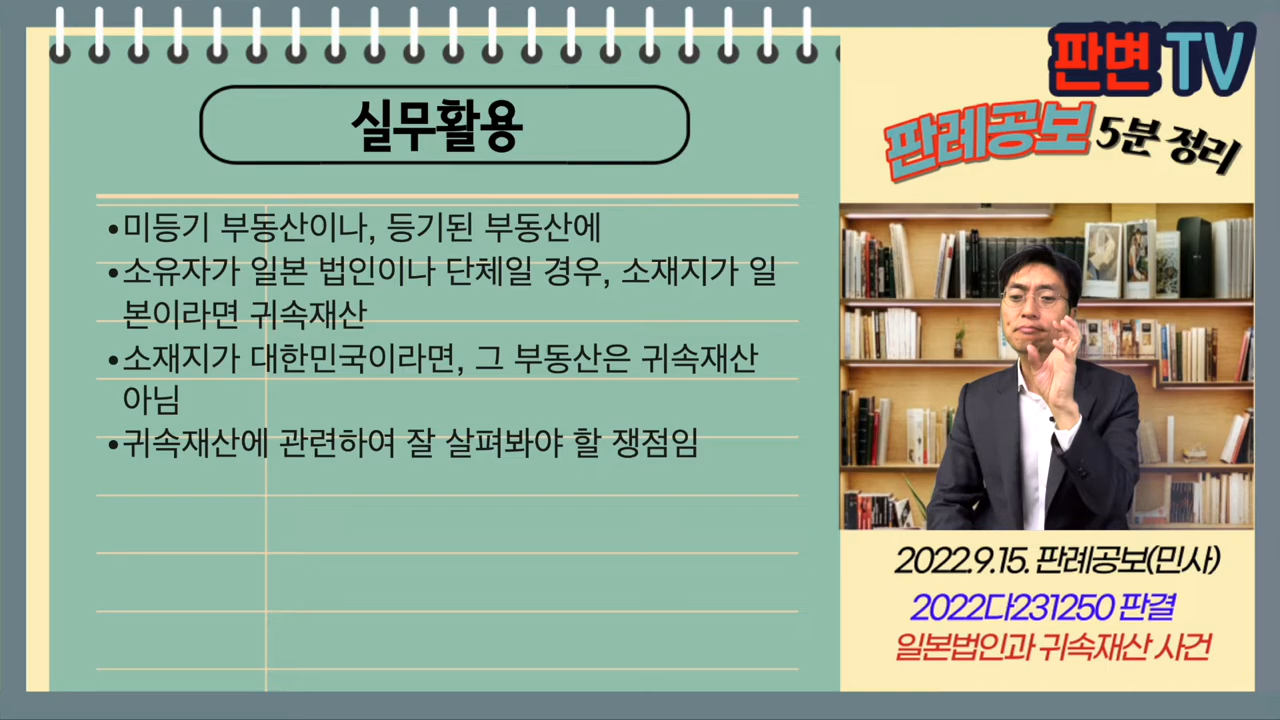 실무활용
•미등기 부동산이나, 등기된 부동산에
•소유자가 일본 법인이나 단체일 경우, 소재지가 일
본이라면 귀속재산
•소재지가 대한민국이라면, 그 부동산은 귀속재산
아님
•귀속재산에 관련하여 잘 살펴봐야 할 쟁점임
판변 TV
판례공보 5분 정리
2022.9.15. 판례공보(민사)
2022다231250 판결
일본법인과 귀속재산 사건